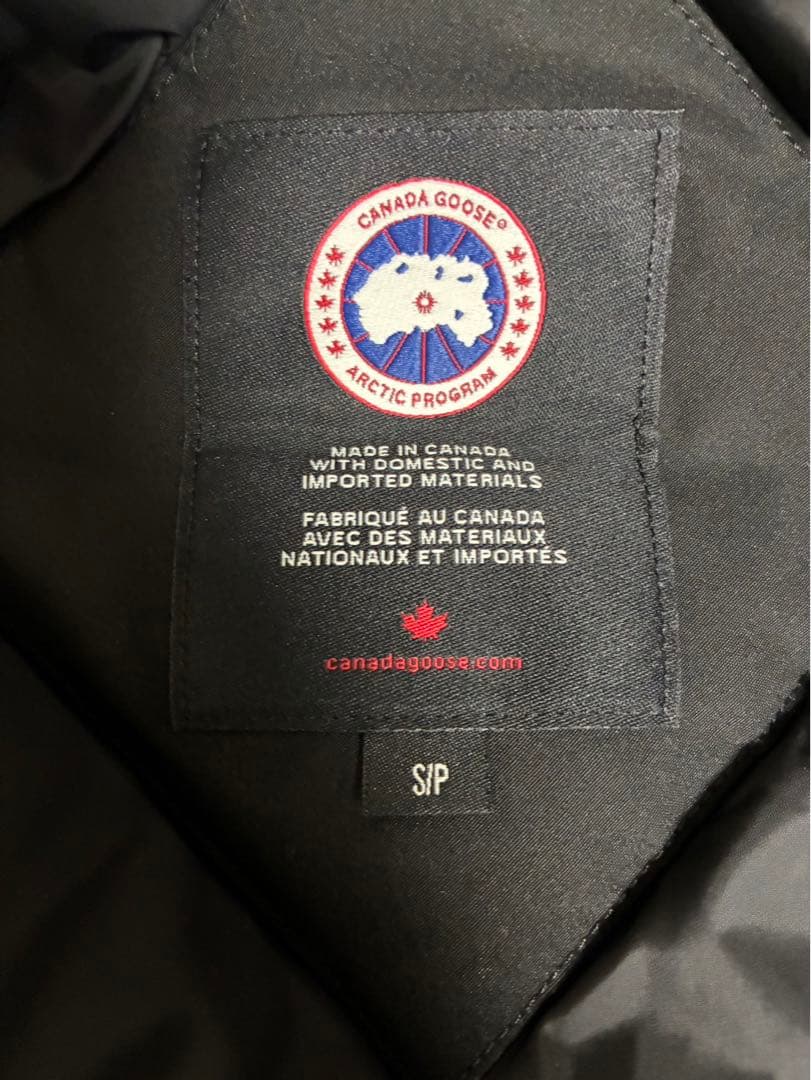 CANADA GOOSE®
ARCTIC PROGRAM
MADE IN CANADA
WITH DOMESTIC AND
IMPORTED MATERIALS
FABRIQUÉ AU CANADA
AVEC DES MATERIAUX
NATIONAUX ET IMPORTÉS
canadagoose.com
S/P